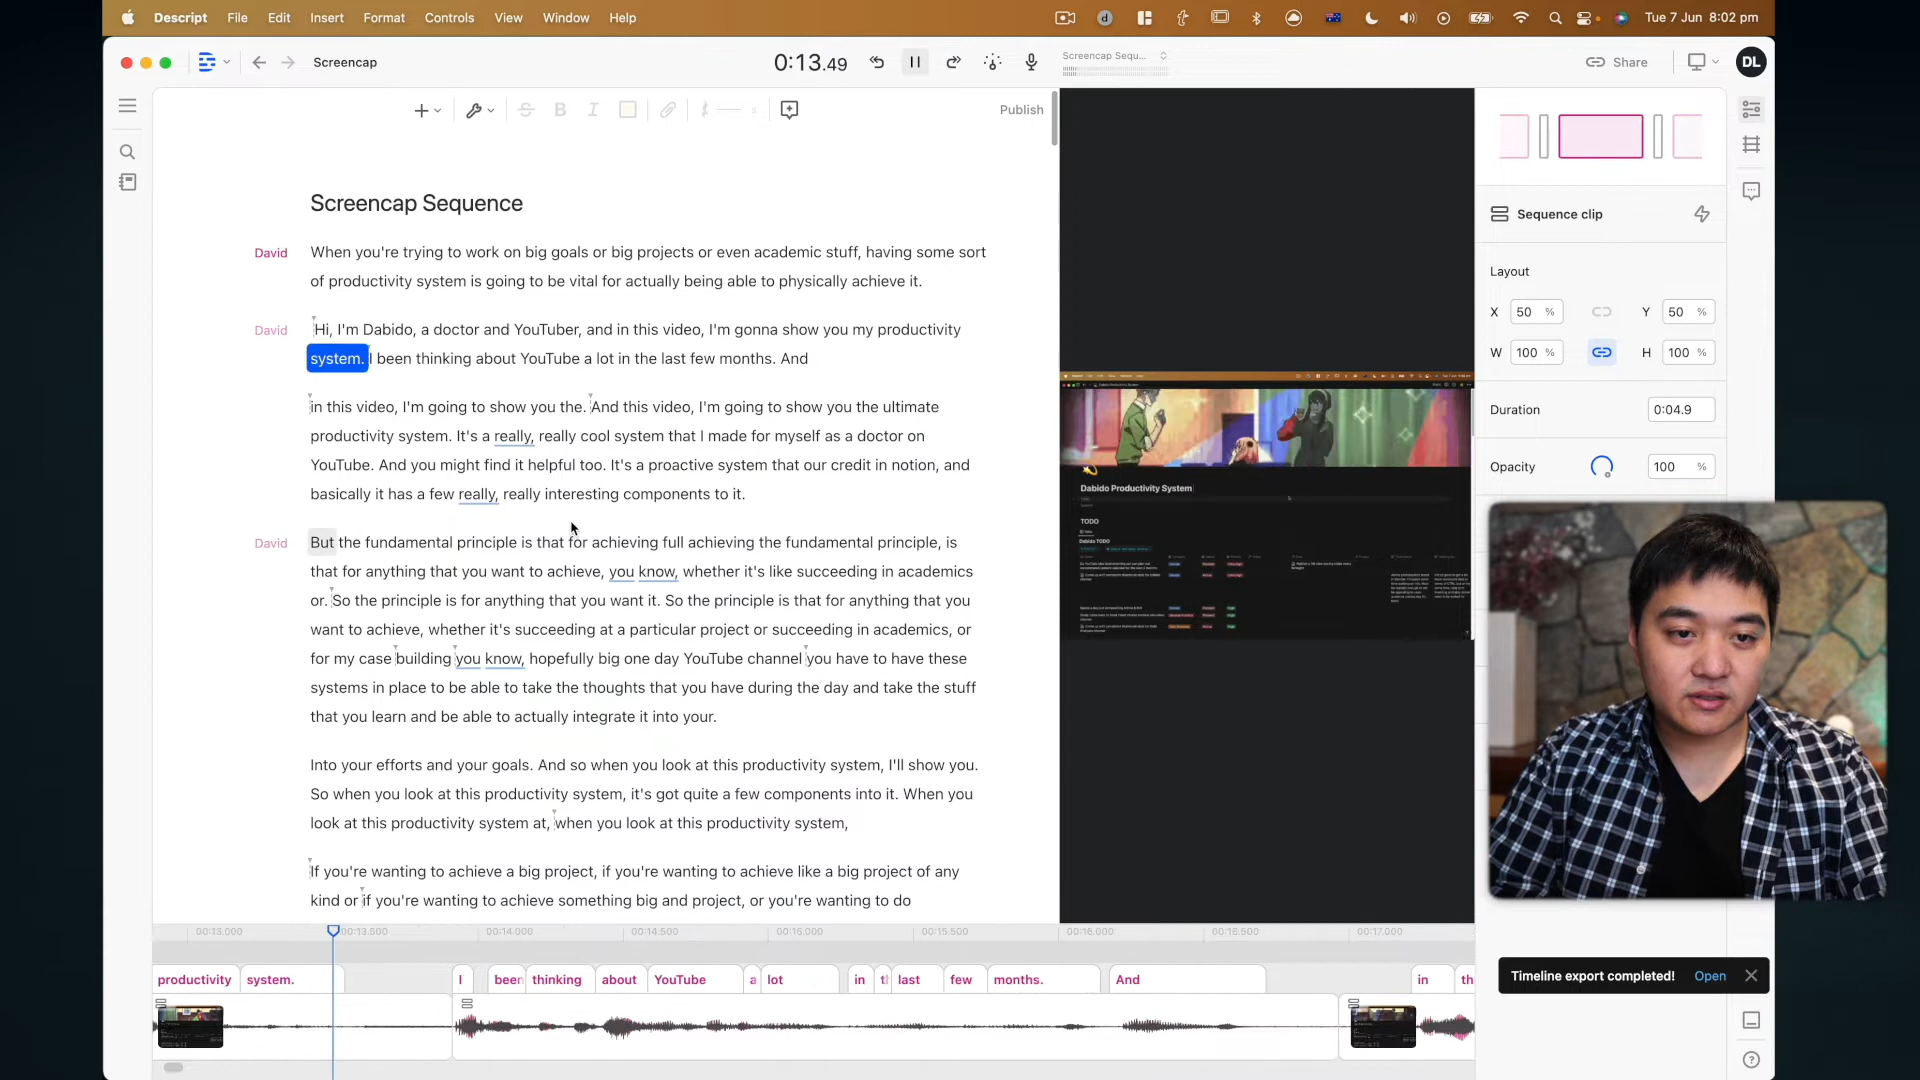 Descript File Edit Insert Format Controls View Window Help
Tue 7 Jun 8:02 pm
Screencap
0:13.49
Screencap Sequ...
Share
DL
Publish
Screencap Sequence
David
When you're trying to work on big goals or big projects or even academic stuff, having some sort
of productivity system is going to be vital for actually being able to physically achieve it.
David
Hi, I'm Dabido, a doctor and YouTuber, and in this video, I'm gonna show you my productivity
system. I been thinking about YouTube a lot in the last few months. And
in this video, I'm going to show you the. And this video, I'm going to show you the ultimate
productivity system. It's a really, really cool system that I made for myself as a doctor on
YouTube. And you might find it helpful too. It's a proactive system that our credit in notion, and
basically it has a few really, really interesting components to it.
David
But the fundamental principle is that for achieving full achieving the fundamental principle, is
that for anything that you want to achieve, you know, whether it's like succeeding in academics
or. So the principle is for anything that you want it. So the principle is that for anything that you
want to achieve, whether it's succeeding at a particular project or succeeding in academics, or
for my case building you know, hopefully big one day YouTube channel you have to have these
systems in place to be able to take the thoughts that you have during the day and take the stuff
that you learn and be able to actually integrate it into your.
Into your efforts and your goals. And so when you look at this productivity system, I'll show you.
So when you look at this productivity system, it's got quite a few components into it. When you
look at this productivity system at, when you look at this productivity system,
If you're wanting to achieve a big project, if you're wanting to achieve like a big project of any
kind or if you're wanting to achieve something big and project, or you're wanting to do
Dabido Productivity System
TODO
Dabido TODO
Sequence clip
Layout
X 50 % Y 50 %
W 100 % H 100 %
Duration 0:04.9
Opacity 100 %
00:13.000 00:13.500 00:14.000 00:14.500 00:15.500 00:16.500 00:17.000
productivity system. I been thinking about YouTube a lot in last few months. And in th
Timeline export completed! Open